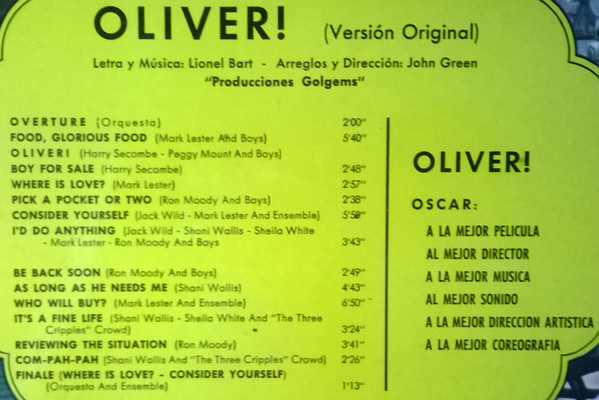 OLIVER! (Versión Original)
Letra y Música: Lionel Bart - Arreglos y Dirección: John Green
"Producciones Golgems"
OVERTURE (Orquesta) 2'00"
FOOD, GLORIOUS FOOD (Mark Lester And Boys) 5'40"
OLIVER! (Harry Secombe - Peggy Mount And Boys)
BOY FOR SALE (Harry Secombe) 2'48"
WHERE IS LOVE? (Mark Lester) 2'57"
PICK A POCKET OR TWO (Ron Moody And Boys) 2'38"
CONSIDER YOURSELF (Jack Wild - Mark Lester And Ensemble) 5'58"
I'D DO ANYTHING (Jack Wild - Shani Wallis - Sheila White
- Mark Lester - Ron Moody And Boys 3'43"
BE BACK SOON (Ron Moody And Boys) 2'49"
AS LONG AS HE NEEDS ME (Shani Wallis) 4'43"
WHO WILL BUY? (Mark Lester And Ensemble) 6'50"
IT'S A FINE LIFE (Shani Wallis - Sheila White And "The Three
Cripples" Crowd) 3'24"
REVIEWING THE SITUATION (Ron Moody) 3'41"
COM-PAH-PAH (Shani Wallis And "The Three Cripples" Crowd) 2'26"
FINALE (WHERE IS LOVE? - CONSIDER YOURSELF)
(Orquesta And Ensemble) 1'13"
OLIVER!
OSCAR:
A LA MEJOR PELICULA
AL MEJOR DIRECTOR
A LA MEJOR MUSICA
AL MEJOR SONIDO
A LA MEJOR DIRECCION ARTISTICA
A LA MEJOR COREOGRAFIA